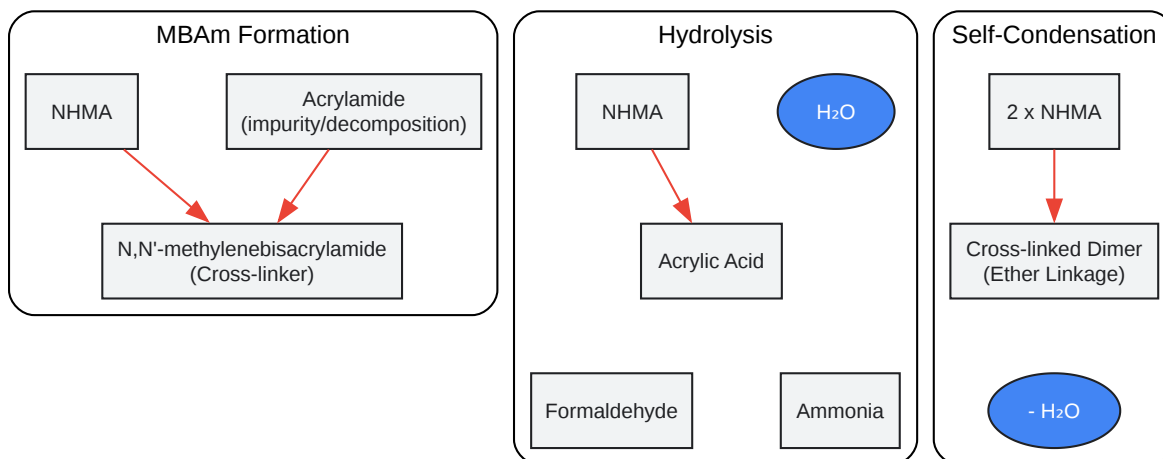 MBAm Formation
NHMA
Acrylamide
(impurity/decomposition)
N,N'-methylenebisacrylamide
(Cross-linker)
Hydrolysis
NHMA
H₂O
Acrylic Acid
Formaldehyde
Ammonia
Self-Condensation
2 x NHMA
Cross-linked Dimer
(Ether Linkage)
- H₂O